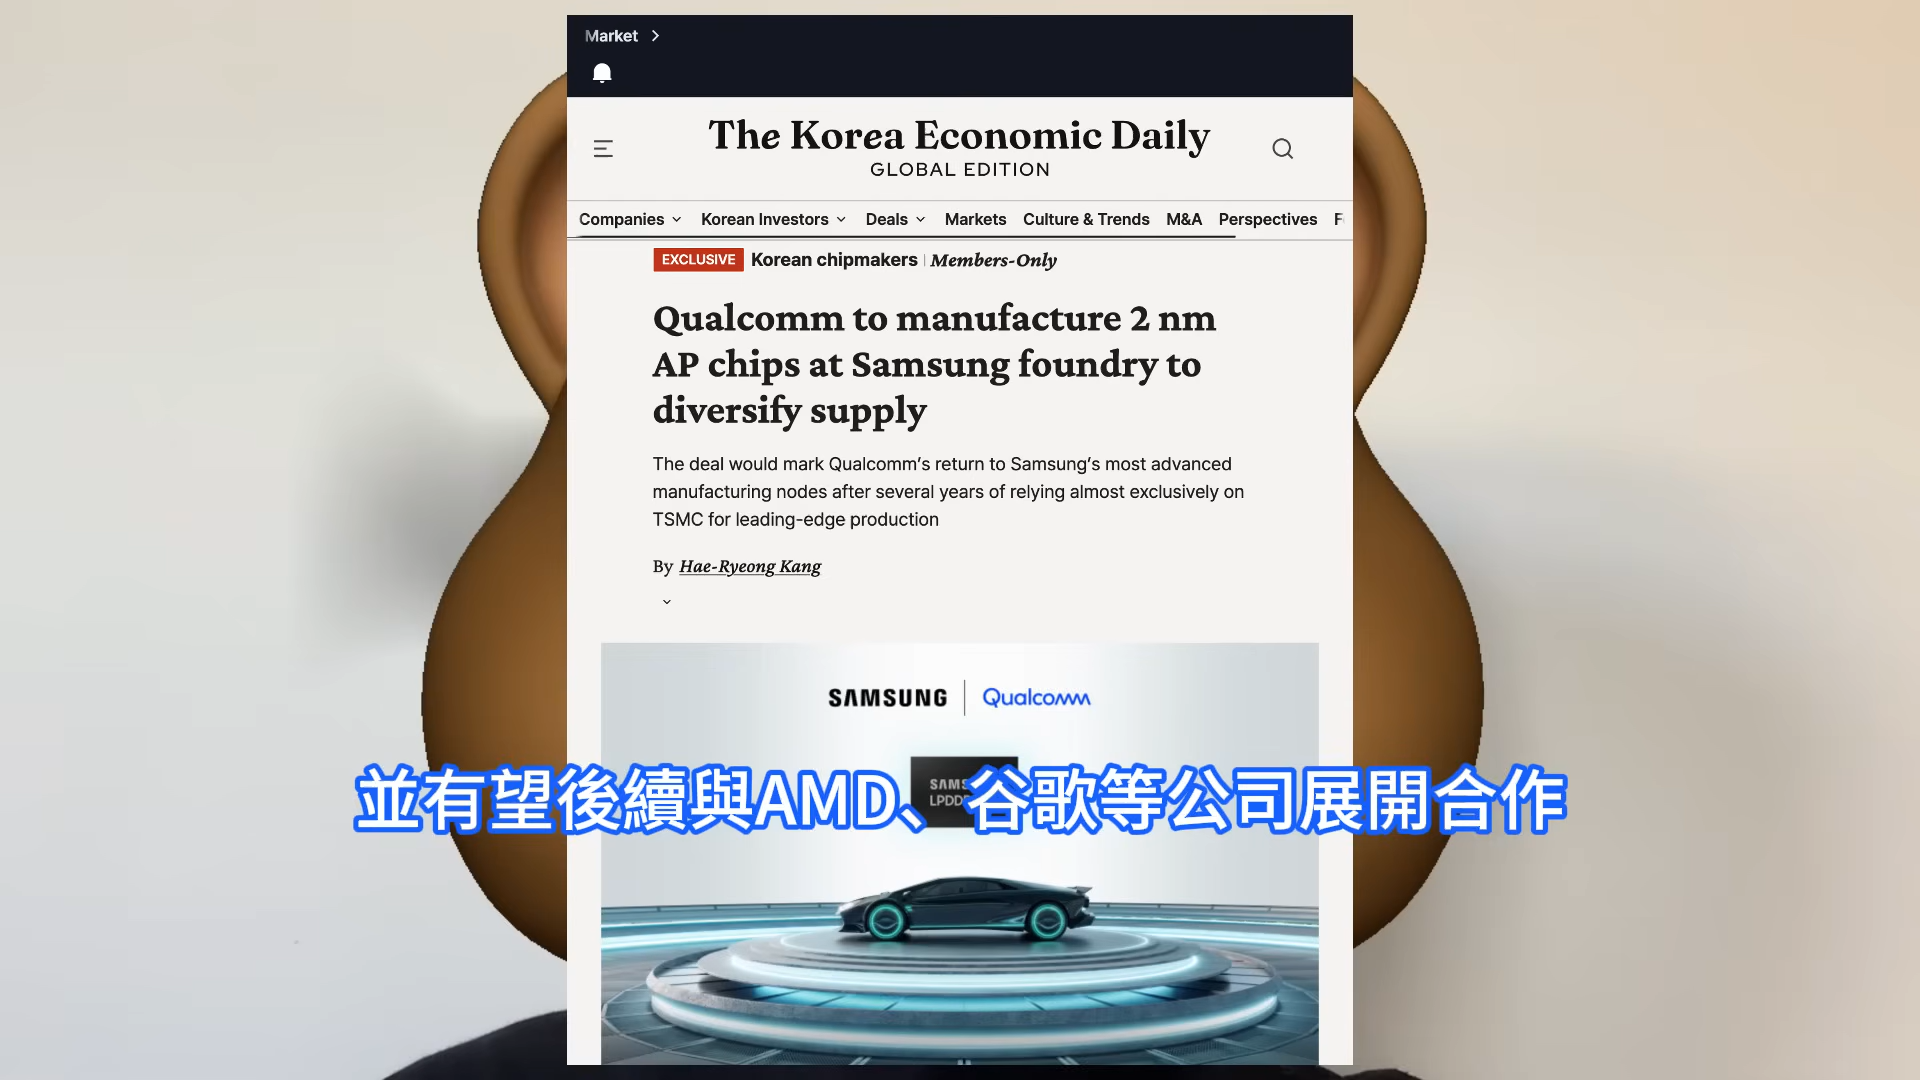 Market
The Korea Economic Daily
GLOBAL EDITION
Companies Korean Investors Deals Markets Culture & Trends M&A Perspectives
EXCLUSIVE Korean chipmakers | Members-Only
Qualcomm to manufacture 2 nm
AP chips at Samsung foundry to
diversify supply
The deal would mark Qualcomm's return to Samsung's most advanced
manufacturing nodes after several years of relying almost exclusively on
TSMC for leading-edge production
By Hae-Ryeong Kang
SAMSUNG | Qualcomm
並有望後續與AMD、谷歌等公司展開合作